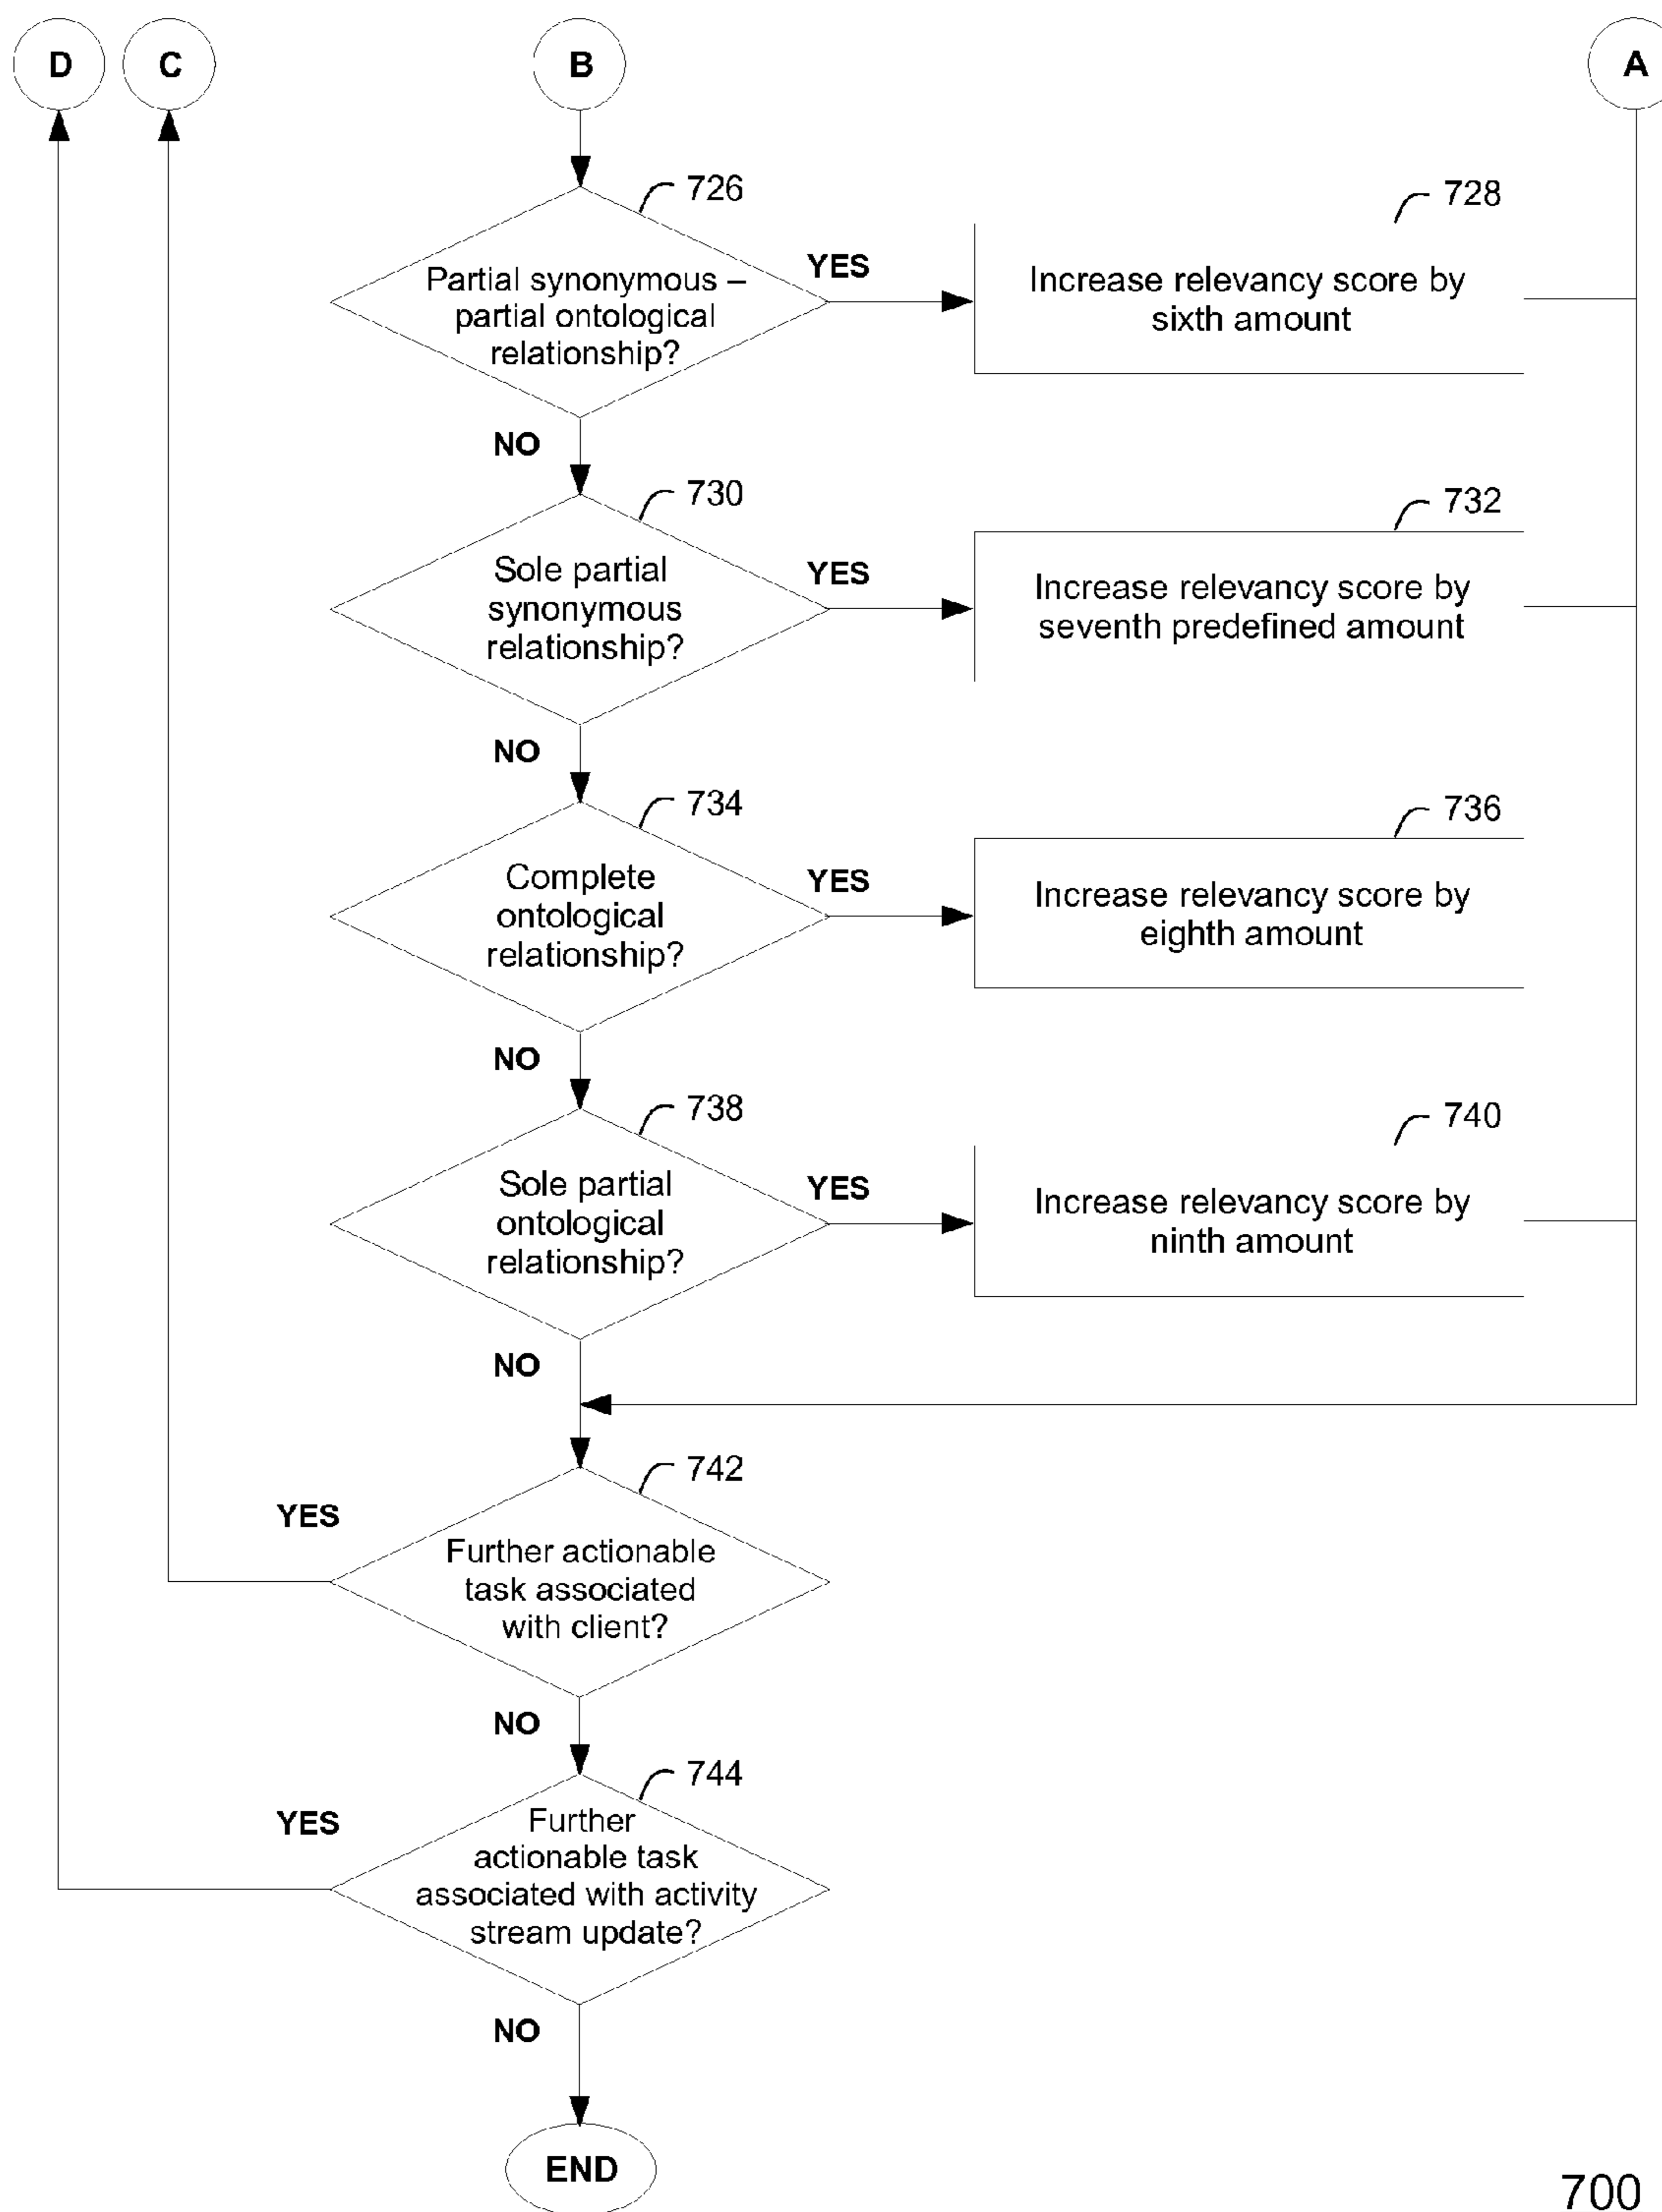 D
C
B
A
726
728
Partial synonymous –
partial ontological
relationship?
YES
Increase relevancy score by
sixth amount
NO
730
732
Sole partial
synonymous
relationship?
YES
Increase relevancy score by
seventh predefined amount
NO
734
736
Complete
ontological
relationship?
YES
Increase relevancy score by
eighth amount
NO
738
740
Sole partial
ontological
relationship?
YES
Increase relevancy score by
ninth amount
NO
742
YES
Further actionable
task associated
with client?
NO
744
YES
Further
actionable task
associated with activity
stream update?
NO
END
700